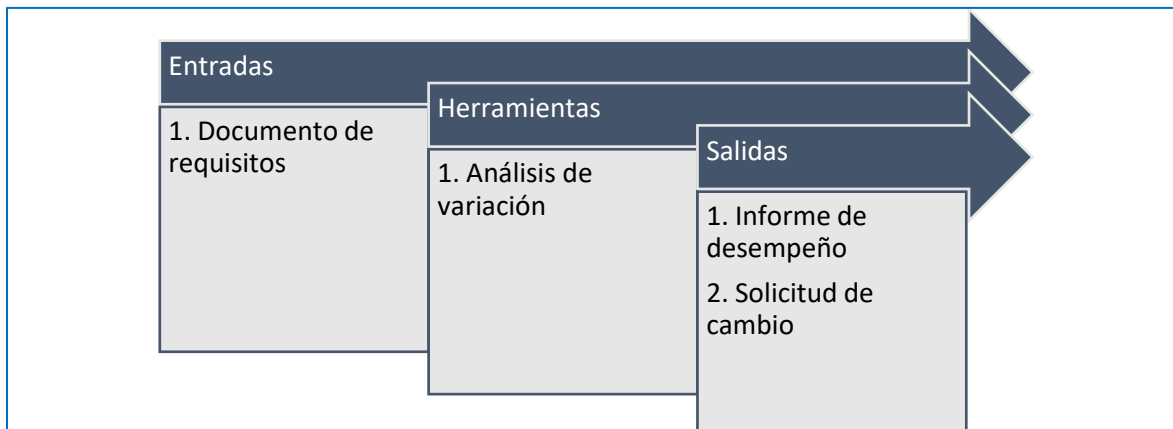 Entradas
1. Documento de
requisitos
Herramientas
1. Análisis de
variación
Salidas
1. Informe de
desempeño
2. Solicitud de
cambio